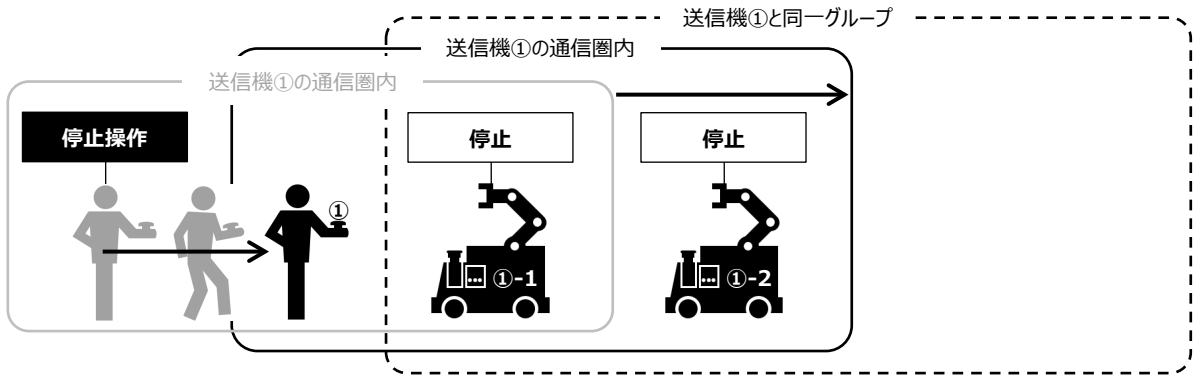 送信機①と同一グループ
送信機①の通信圏内
送信機①の通信圏内
停止操作
停止
停止
①
①-1
①-2